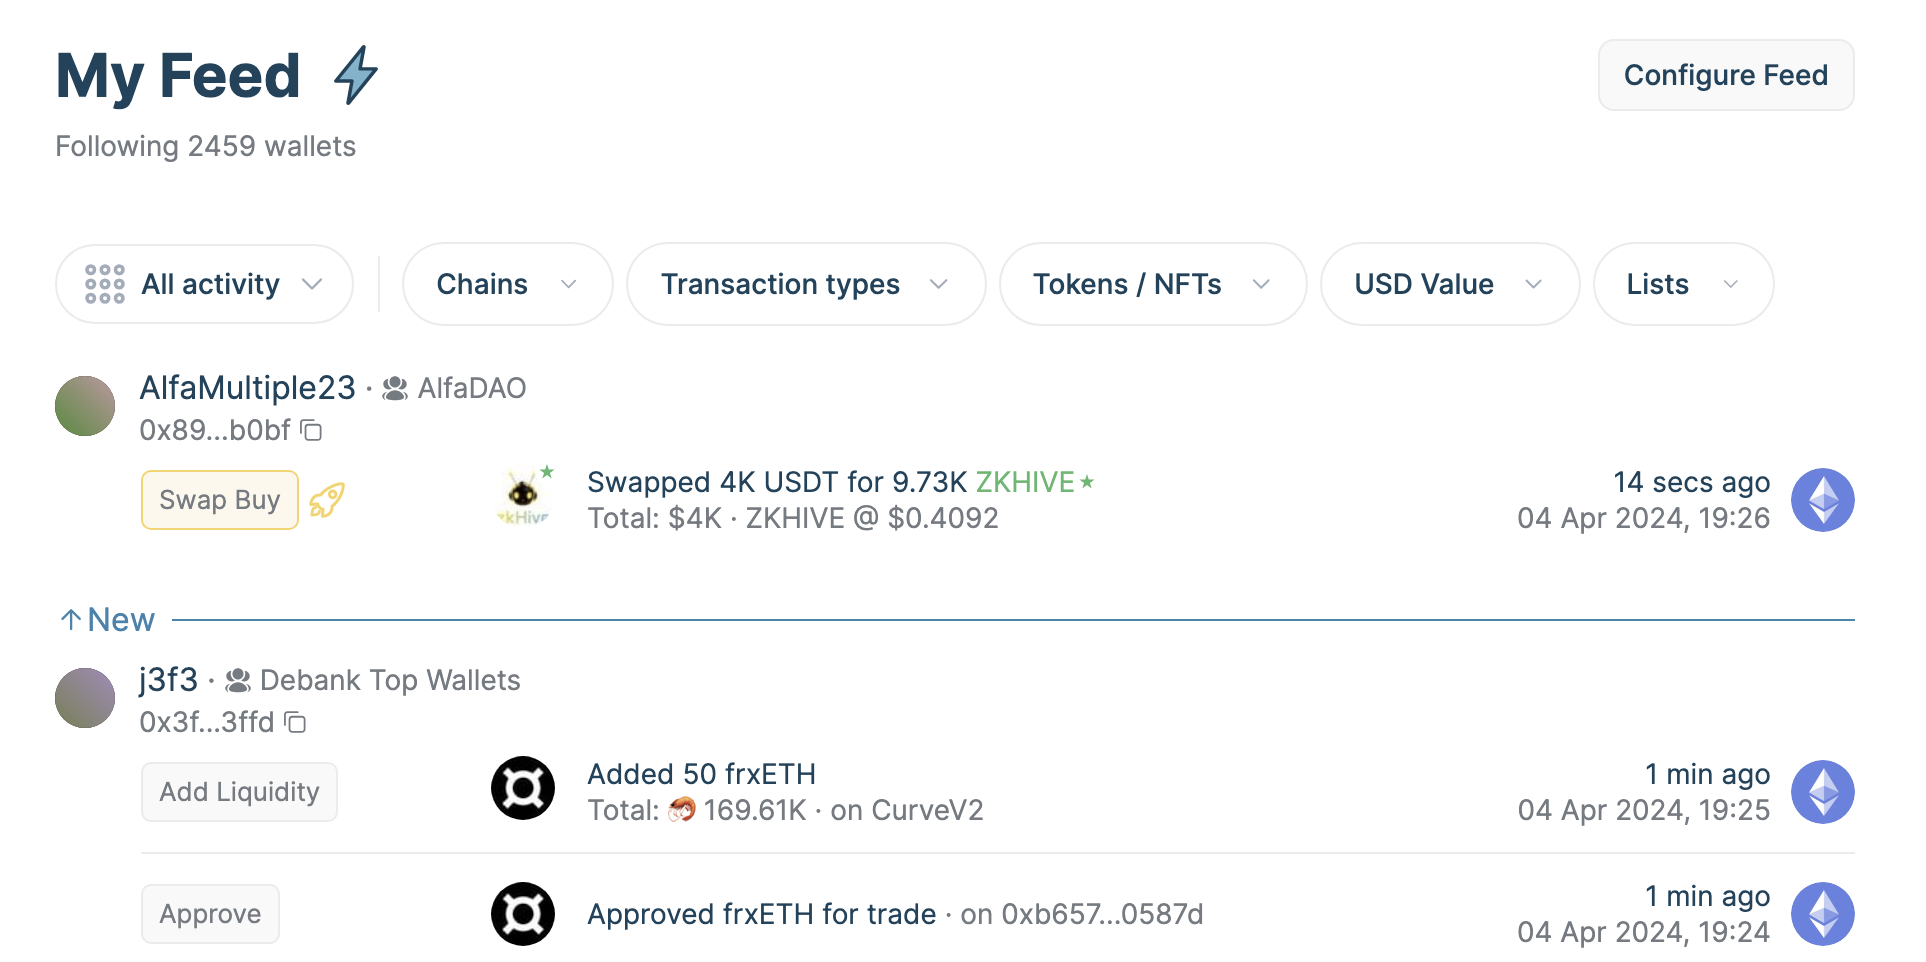 My Feed
Configure Feed
Following 2459 wallets
All activity
Chains
Transaction types
Tokens / NFTs
USD Value
Lists
AlfaMultiple23 · AlfaDAO
0x89...b0bf
Swap Buy
Swapped 4K USDT for 9.73K ZKHIVE
Total: $4K · ZKHIVE @ $0.4092
14 secs ago
04 Apr 2024, 19:26
New
j3f3 · Debank Top Wallets
0x3f...3ffd
Add Liquidity
Added 50 frxETH
Total: 169.61K · on CurveV2
1 min ago
04 Apr 2024, 19:25
Approve
Approved frxETH for trade · on 0xb657...0587d
1 min ago
04 Apr 2024, 19:24